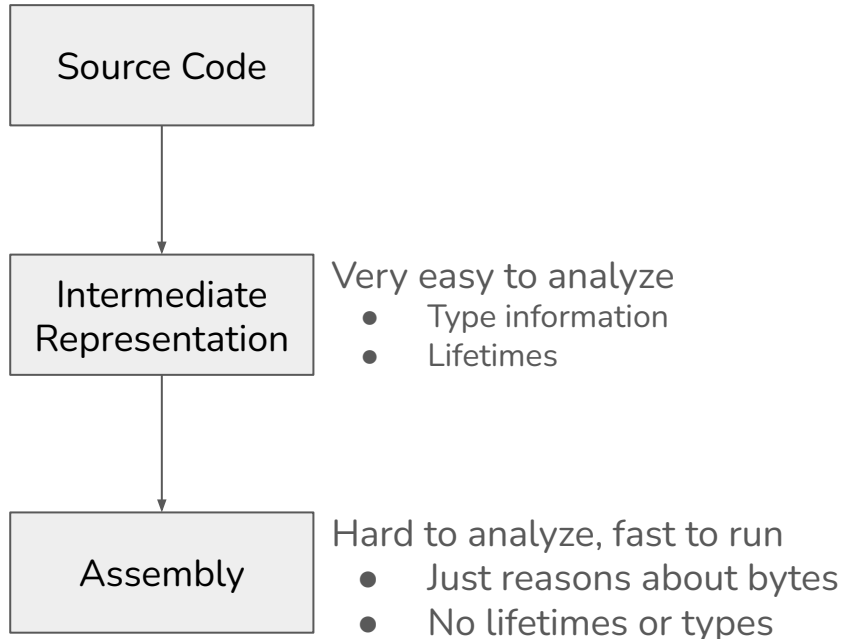 Source Code
Intermediate
Representation
Very easy to analyze
● Type information
● Lifetimes
Assembly
Hard to analyze, fast to run
● Just reasons about bytes
● No lifetimes or types